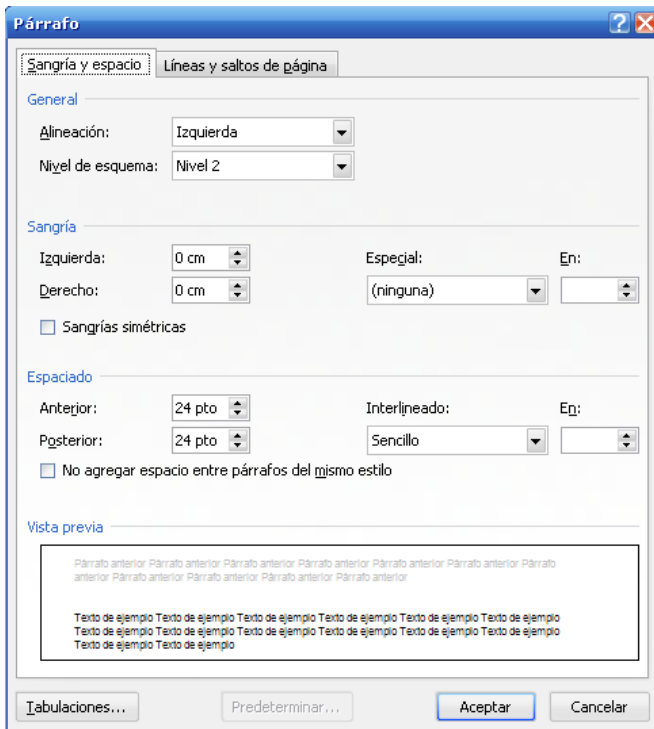 Párrafo
Sangría y espacio Líneas y saltos de página
General
Alineación: Izquierda
Nivel de esquema: Nivel 2
Sangría
Izquierda: 0 cm Especial: En:
Derecho: 0 cm (ninguna)
Sangrías simétricas
Espaciado
Anterior: 24 pto Interlineado: En:
Posterior: 24 pto Sencillo
No agregar espacio entre párrafos del mismo estilo
Vista previa
Párrafo anterior Párrafo anterior Párrafo anterior Párrafo anterior Párrafo anterior Párrafo anterior Párrafo
anterior Párrafo anterior Párrafo anterior Párrafo anterior Párrafo anterior
Texto de ejemplo Texto de ejemplo Texto de ejemplo Texto de ejemplo Texto de ejemplo Texto de ejemplo
Texto de ejemplo Texto de ejemplo Texto de ejemplo Texto de ejemplo Texto de ejemplo Texto de ejemplo
Texto de ejemplo Texto de ejemplo
Tabulaciones... Predeterminar... Aceptar Cancelar